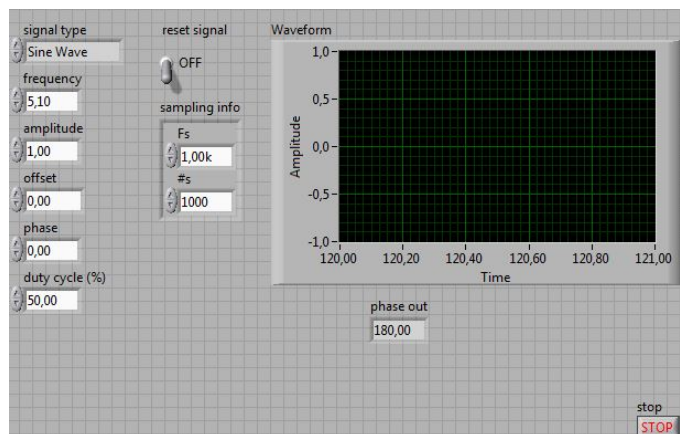 signal type
Sine Wave
frequency
5,10
amplitude
1,00
offset
0,00
phase
0,00
duty cycle (%)
50,00
reset signal
OFF
sampling info
Fs
1,00k
#s
1000
Waveform
Amplitude
1,0
0,5
0,0
-0,5
-1,0
120,00 120,20 120,40 120,60 120,80 121,00
Time
phase out
180,00
stop
STOP